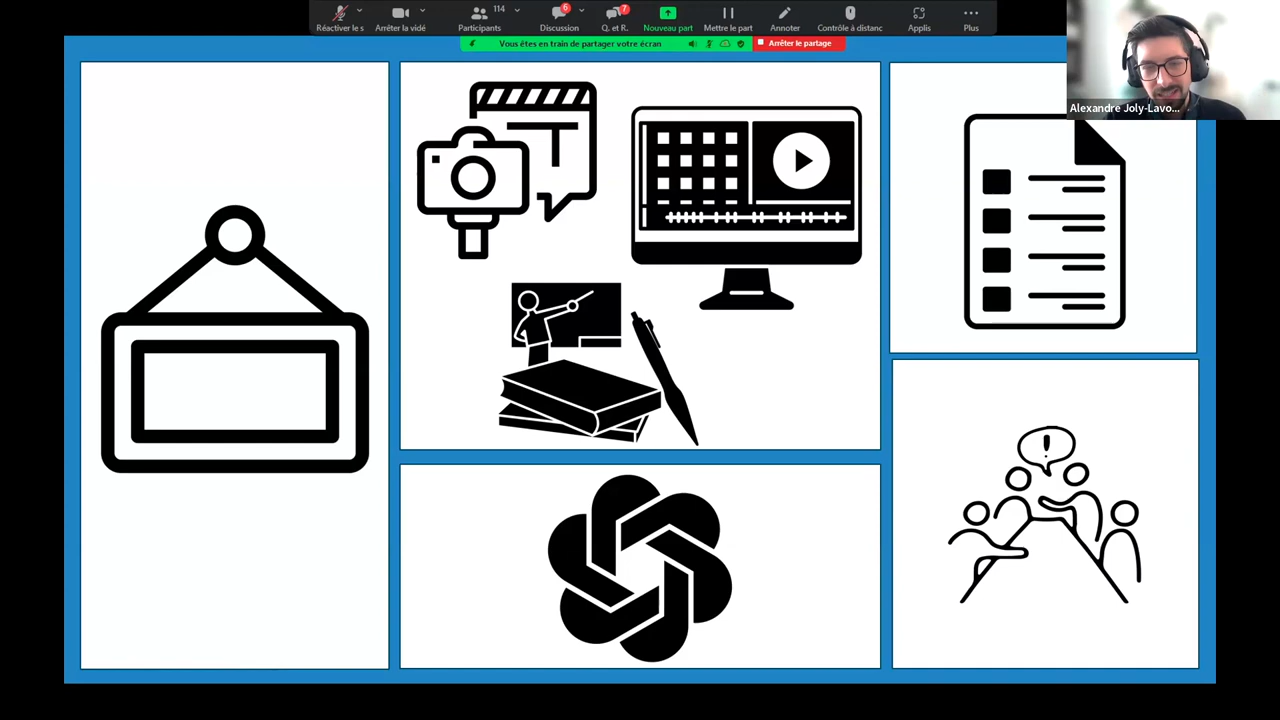 114
6
7
Réactiver le s
Arrêter la vidé
Participants
Discussion
Q. et R.
Nouveau part
Mettre le part
Annoter
Contrôle à distanc
Applis
Plus
Vous êtes en train de partager votre écran
Arrêter le partage
Alexandre Joly-Lavo...
!